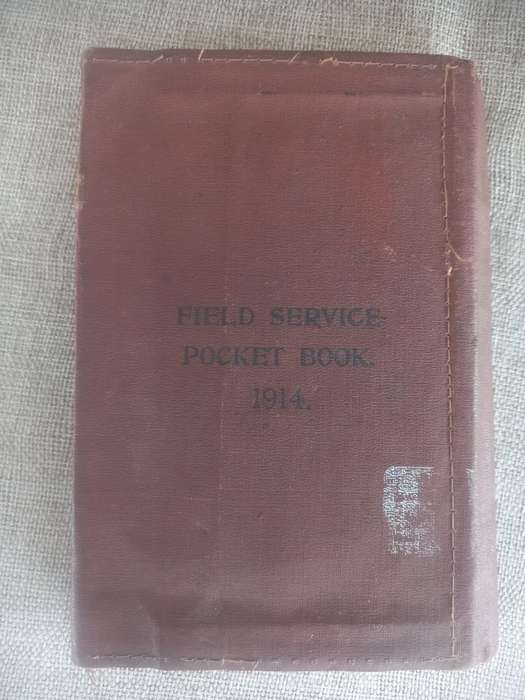 FIELD SERVICE
POCKET BOOK.
1914.